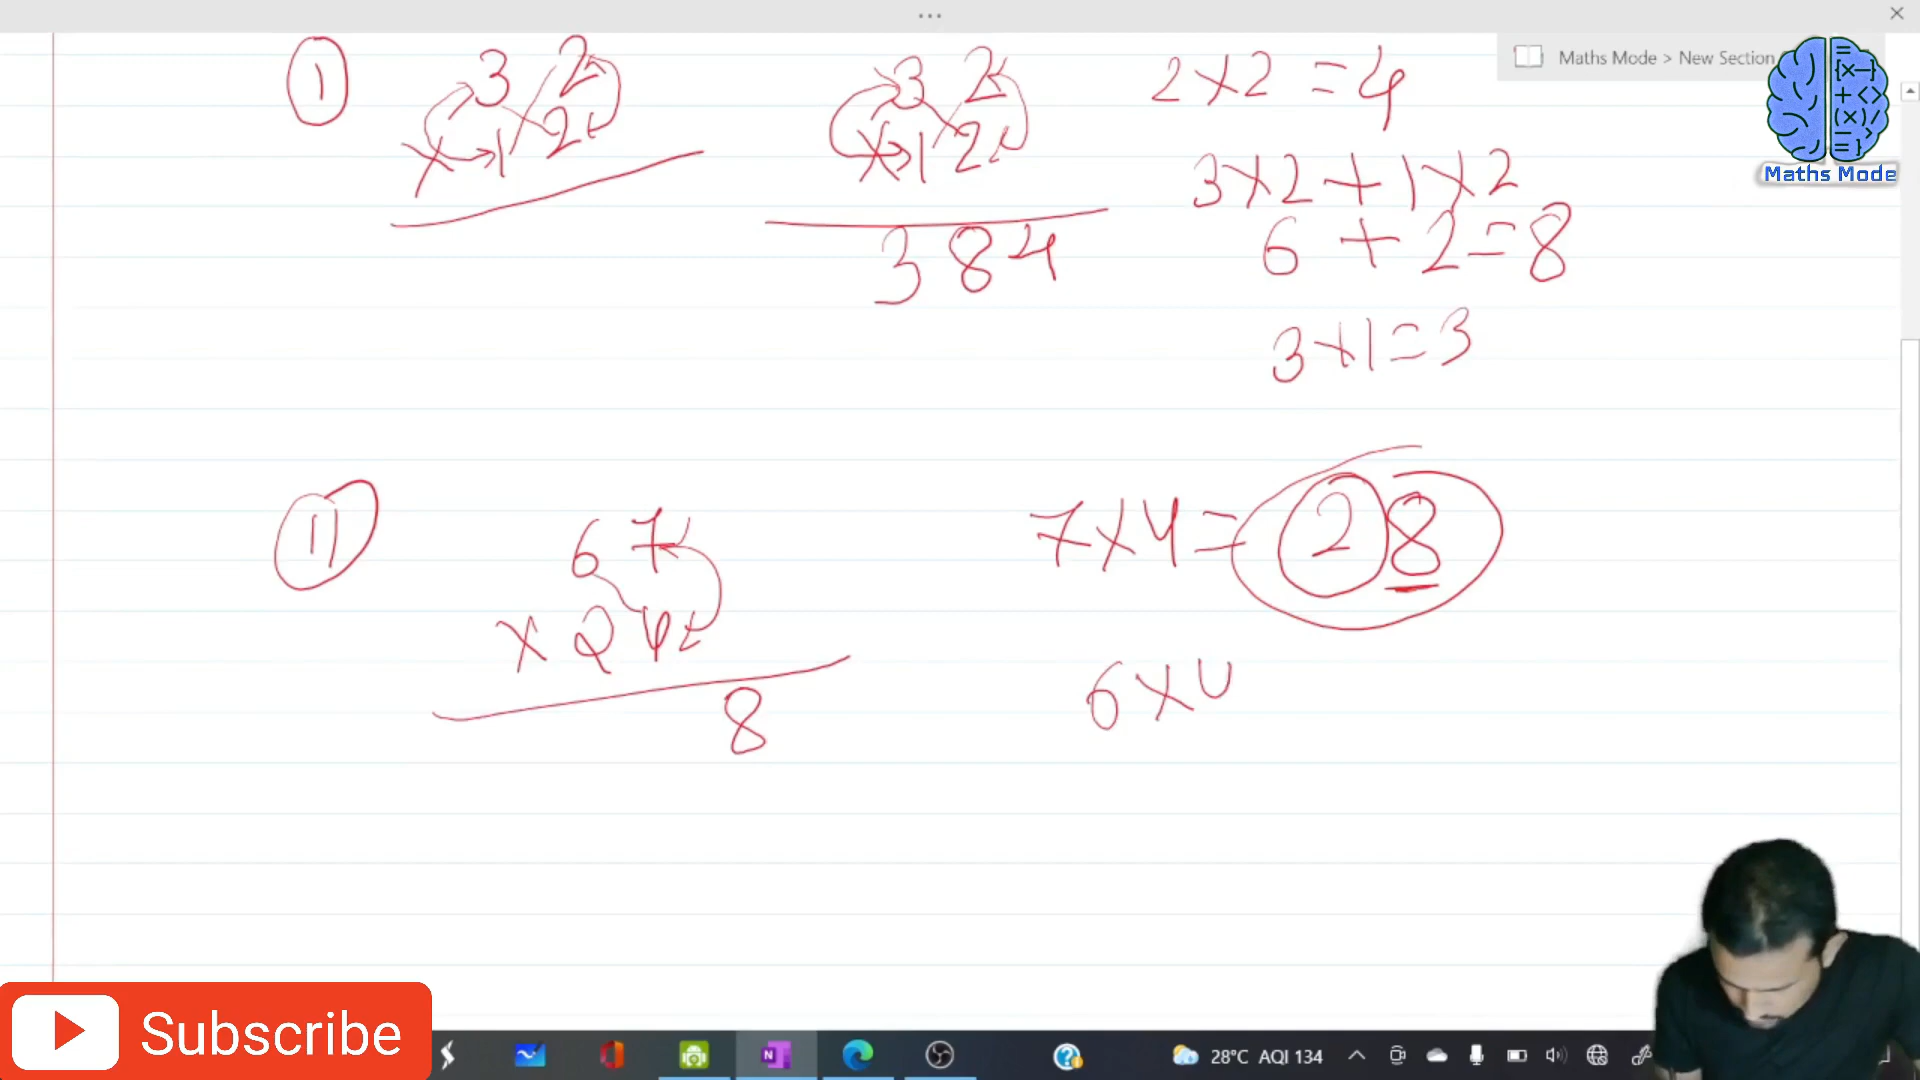 Maths Mode > New Section
Maths Mode
1
3 2
x 1 2
3 2
x 1 2
3 8 4
2 x 2 = 4
3 x 2 + 1 x 2
6 + 2 = 8
3 x 1 = 3
11
6 7
x 2 4
8
7 x 4 = 28
6 x 4
Subscribe
28°C AQI 134